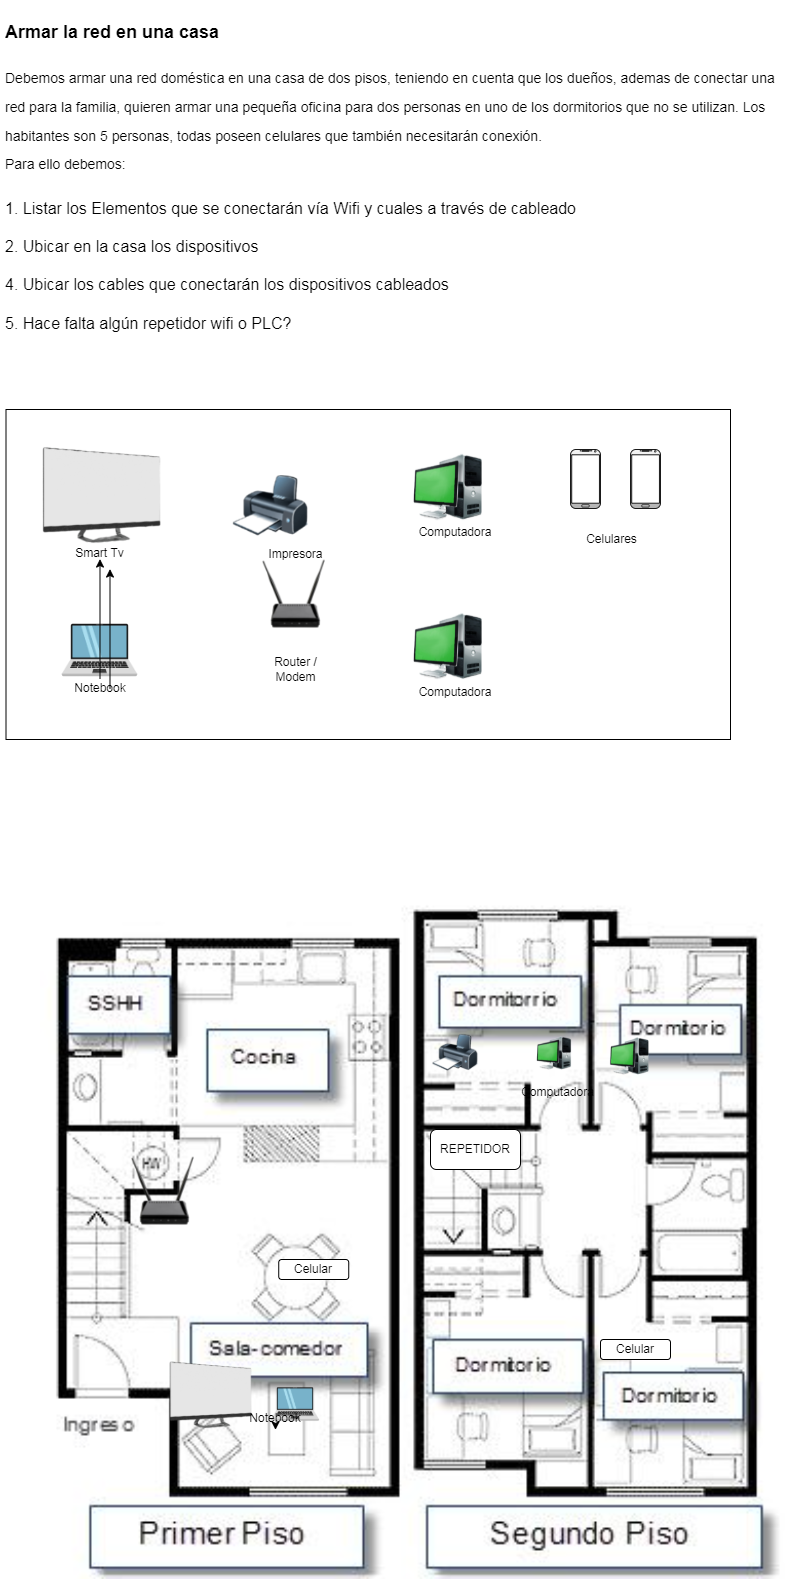 Armar la red en una casa
Debemos armar una red doméstica en una casa de dos pisos, teniendo en cuenta que los dueños, ademas de conectar una
red para la familia, quieren armar una pequeña oficina para dos personas en uno de los dormitorios que no se utilizan. Los
habitantes son 5 personas, todas poseen celulares que también necesitarán conexión.
Para ello debemos:
1. Listar los Elementos que se conectarán vía Wifi y cuales a través de cableado
2. Ubicar en la casa los dispositivos
4. Ubicar los cables que conectarán los dispositivos cableados
5. Hace falta algún repetidor wifi o PLC?
Smart Tv
Impresora
Computadora
Celulares
Notebook
Router /
Modem
Computadora
SSHH
Cocina
HW
Celular
Sala-comedor
Notebook
Ingreso
Primer Piso
Dormitorrio
Dormitorio
Computadora
REPETIDOR
Dormitorio
Celular
Dormitorio
Segundo Piso